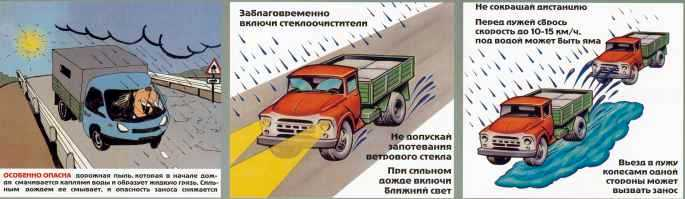 ОСОБЕННО ОПАСНА дорожная пыль, которая в начале дож-
дя смачивается каплями воды и образует жидкую грязь. Силь-
ным дождем ее смывает, и опасность заноса снижается
Заблаговременно
включи стеклоочистители
Не допускай
запотевания
ветрового стекла
При сильном
дожде включи
ближний свет
Не сокращай дистанцию
Перед лужей сбрось
скорость до 10-15 км/ч,
под водой может быть яма
Въезд в лужу
колесами одной
стороны может
вызвать занос